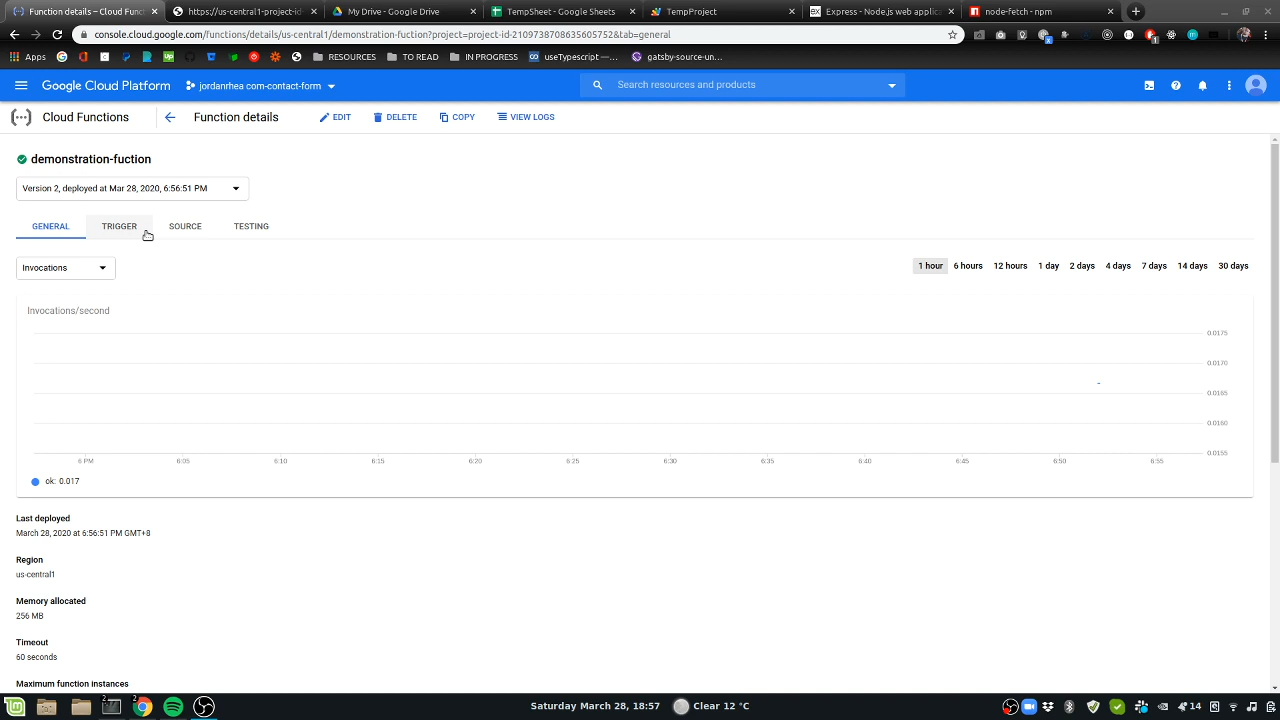 Function details – Cloud Func
https://us-central1-project-id-
My Drive - Google Drive
TempSheet - Google Sheets
TempProject
Express - Node.js web applic
node-fetch - npm
console.cloud.google.com/functions/details/us-central1/demonstration-fuction?project=project-id-2109738708635605752&tab=general
Apps
RESOURCES
TO READ
IN PROGRESS
useTypescript —...
gatsby-source-un...
Google Cloud Platform
jordanrhea com-contact-form
Search resources and products
Cloud Functions
Function details
EDIT
DELETE
COPY
VIEW LOGS
demonstration-fuction
Version 2, deployed at Mar 28, 2020, 6:56:51 PM
GENERAL
TRIGGER
SOURCE
TESTING
Invocations
1 hour
6 hours
12 hours
1 day
2 days
4 days
7 days
14 days
30 days
Invocations/second
0.0175
0.0170
0.0165
0.0160
0.0155
6 PM
6:05
6:10
6:15
6:20
6:25
6:30
6:35
6:40
6:45
6:50
6:55
ok: 0.017
Last deployed
March 28, 2020 at 6:56:51 PM GMT+8
Region
us-central1
Memory allocated
256 MB
Timeout
60 seconds
Maximum function instances
Saturday March 28, 18:57
Clear 12 °C
14